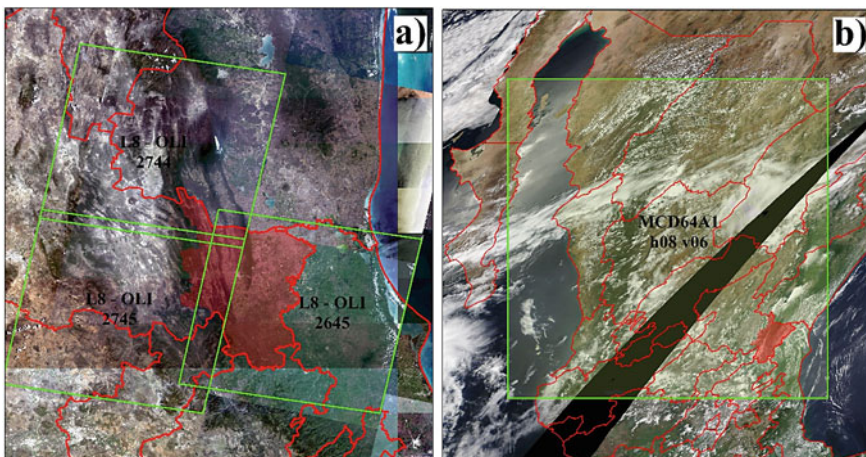 a)
L8 - OLI
2744
L8 - OLI
2745
L8 - OLI
2645
b)
MCD64A1
h08 v06